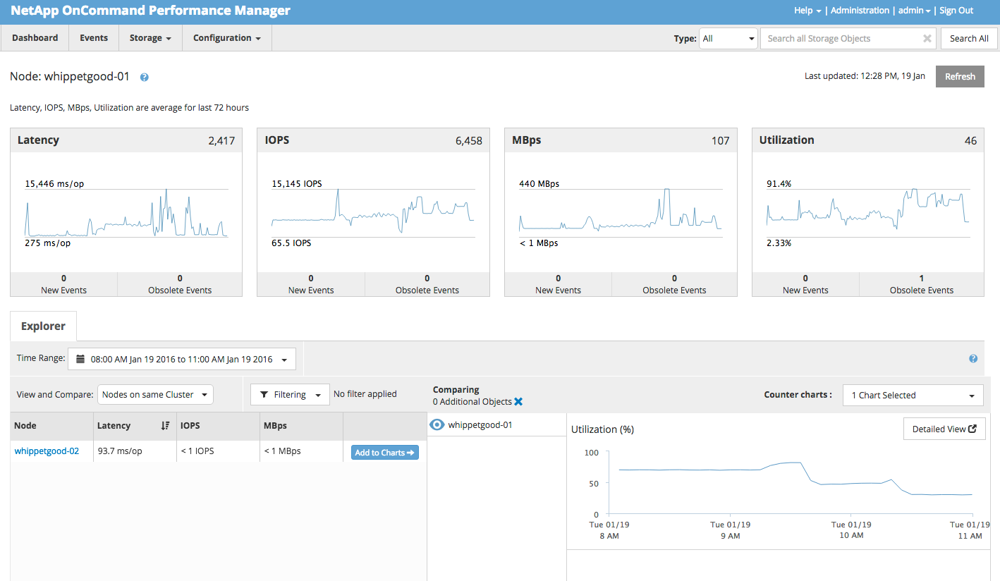 NetApp OnCommand Performance Manager
Help | Administration | admin | Sign Out
Dashboard Events Storage Configuration Type: All Search all Storage Objects Search All
Node: whippetgood-01 ?
Last updated: 12:28 PM, 19 Jan Refresh
Latency, IOPS, MBps, Utilization are average for last 72 hours
Latency 2,417
15,446 ms/op
275 ms/op
0 0
New Events Obsolete Events
IOPS 6,458
15,145 IOPS
65.5 IOPS
0 0
New Events Obsolete Events
MBps 107
440 MBps
< 1 MBps
0 0
New Events Obsolete Events
Utilization 46
91.4%
2.33%
0 1
New Events Obsolete Events
Explorer
Time Range: 08:00 AM Jan 19 2016 to 11:00 AM Jan 19 2016 ?
View and Compare: Nodes on same Cluster Filtering No filter applied
Comparing
0 Additional Objects
Counter charts : 1 Chart Selected
Node Latency IOPS MBps
whippetgood-02 93.7 ms/op < 1 IOPS < 1 MBps Add to Charts
whippetgood-01
Utilization (%) Detailed View
100
50
0
Tue 01/19 Tue 01/19 Tue 01/19 Tue 01/19
8 AM 9 AM 10 AM 11 AM